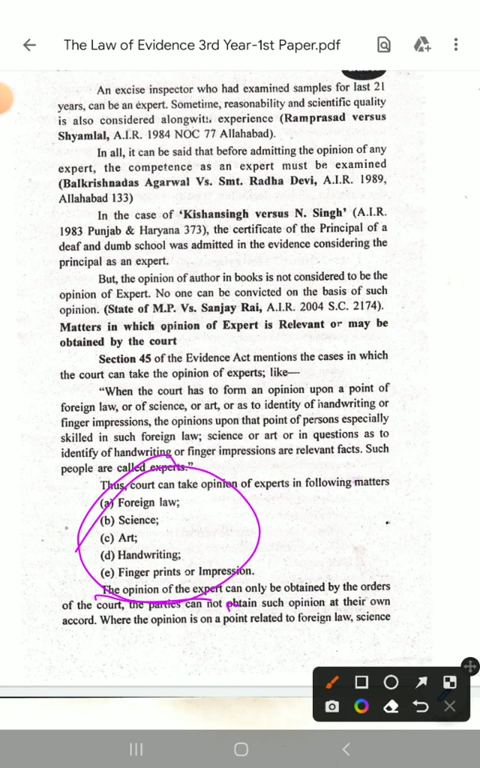 The Law of Evidence 3rd Year-1st Paper.pdf
An excise inspector who had examined samples for last 21
years, can be an expert. Sometime, reasonability and scientific quality
is also considered alongwith experience (Ramprasad versus
Shyamlal, A.I.R. 1984 NOC 77 Allahabad).
In all, it can be said that before admitting the opinion of any
expert, the competence as an expert must be examined
(Balkrishnadas Agarwal Vs. Smt. Radha Devi, A.I.R. 1989,
Allahabad 133)
In the case of ‘Kishansingh versus N. Singh’ (A.I.R.
1983 Punjab & Haryana 373), the certificate of the Principal of a
deaf and dumb school was admitted in the evidence considering the
principal as an expert.
But, the opinion of author in books is not considered to be the
opinion of Expert. No one can be convicted on the basis of such
opinion. (State of M.P. Vs. Sanjay Rai, A.I.R. 2004 S.C. 2174).
Matters in which opinion of Expert is Relevant or may be
obtained by the court
Section 45 of the Evidence Act mentions the cases in which
the court can take the opinion of experts; like—
“When the court has to form an opinion upon a point of
foreign law, or of science, or art, or as to identity of handwriting or
finger impressions, the opinions upon that point of persons especially
skilled in such foreign law; science or art or in questions as to
identify of handwriting or finger impressions are relevant facts. Such
people are called experts.”
Thus, court can take opinion of experts in following matters
(a) Foreign law;
(b) Science;
(c) Art;
(d) Handwriting;
(e) Finger prints or Impression.
The opinion of the expert can only be obtained by the orders
of the court, the parties can not obtain such opinion at their own
accord. Where the opinion is on a point related to foreign law, science